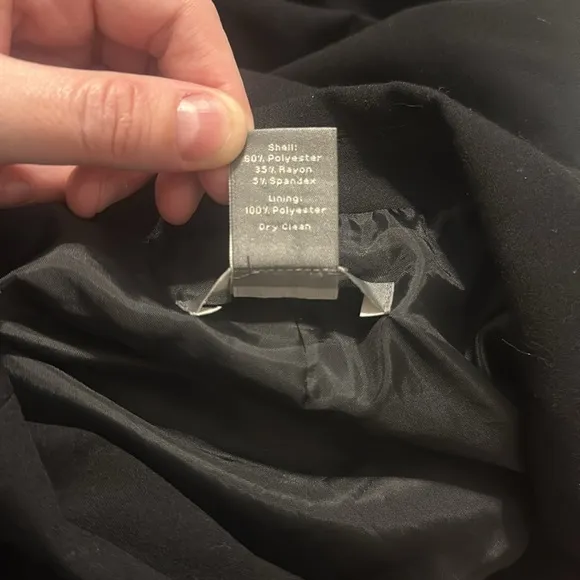 Shell:
60% Polyester
35% Rayon
5% Spandex
Lining:
100% Polyester
Dry Clean